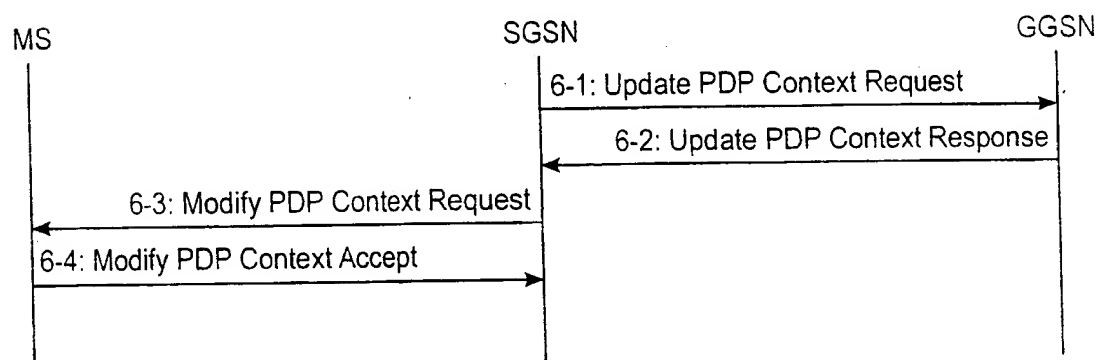 MS
SGSN
GGSN
6-1: Update PDP Context Request
6-2: Update PDP Context Response
6-3: Modify PDP Context Request
6-4: Modify PDP Context Accept